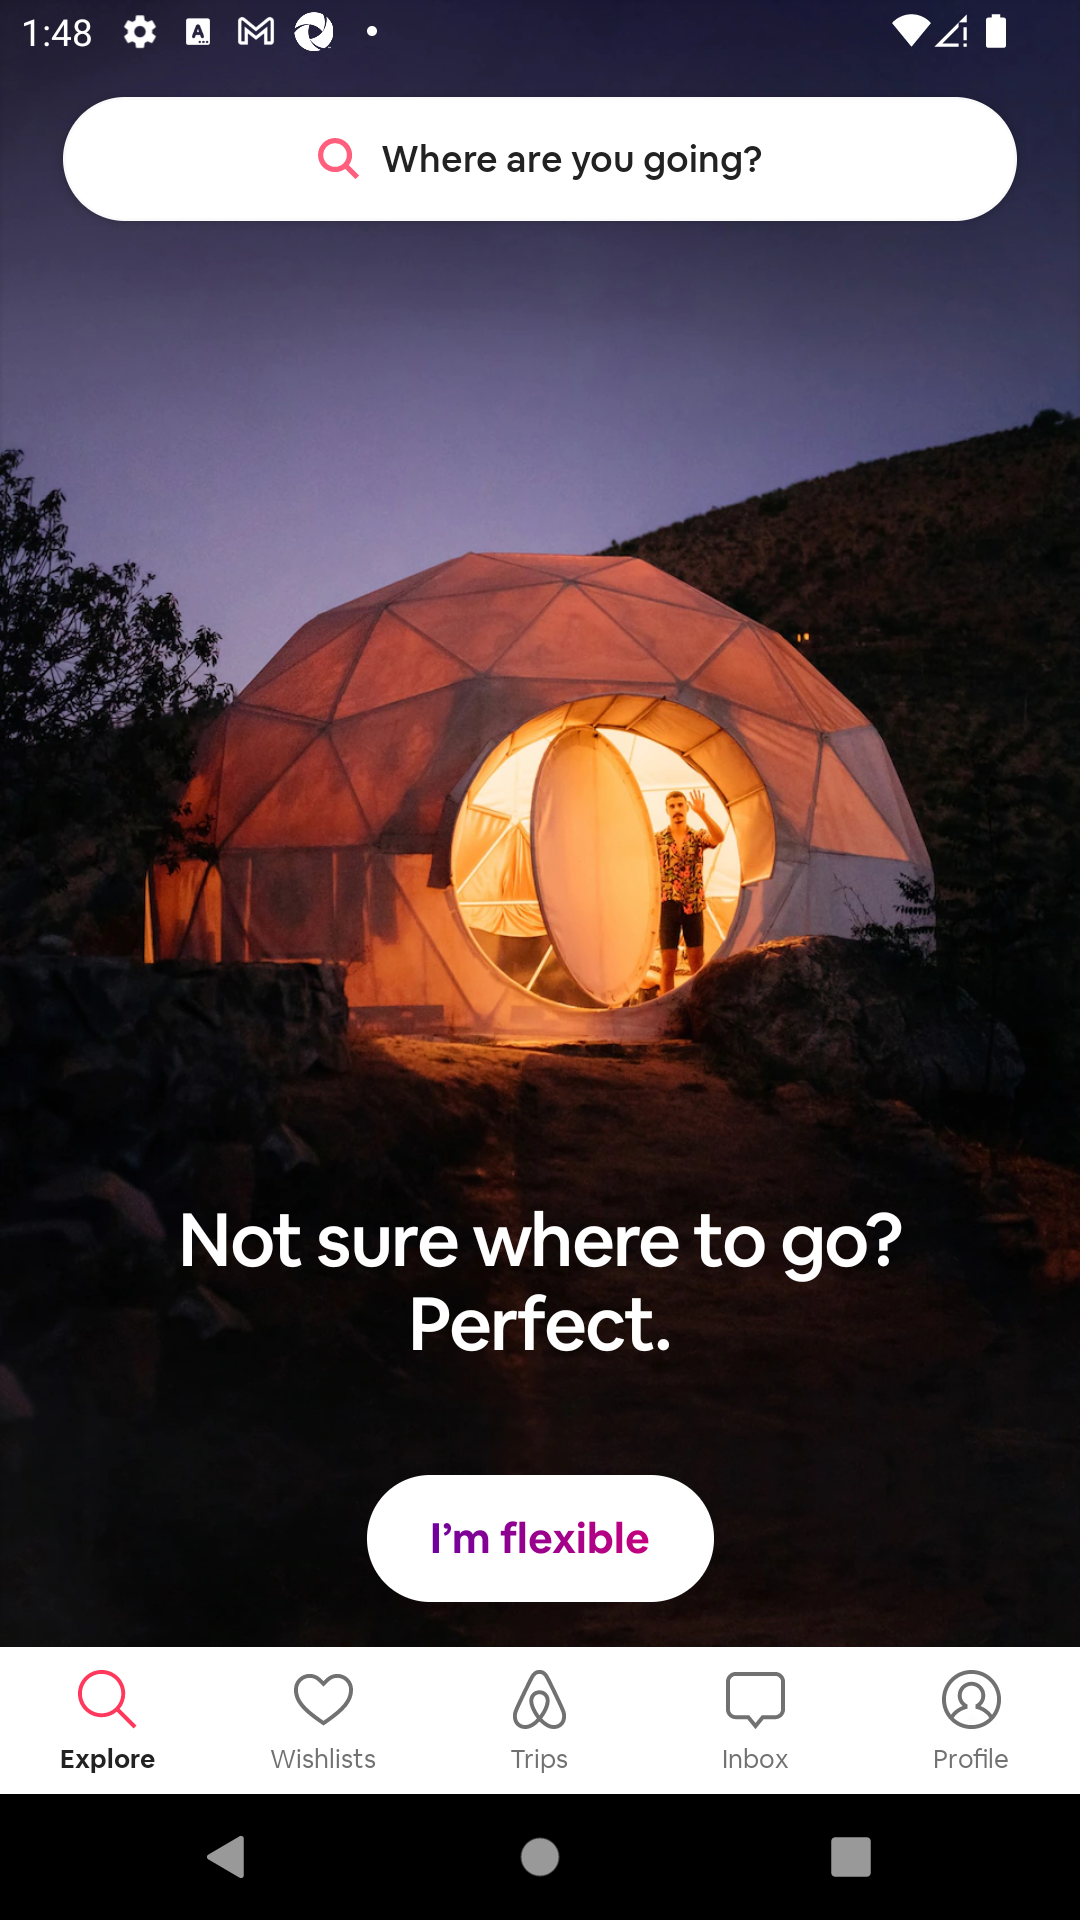 1:48
Where are you going?
Not sure where to go?
Perfect.
I’m flexible
Explore
Wishlists
Trips
Inbox
Profile